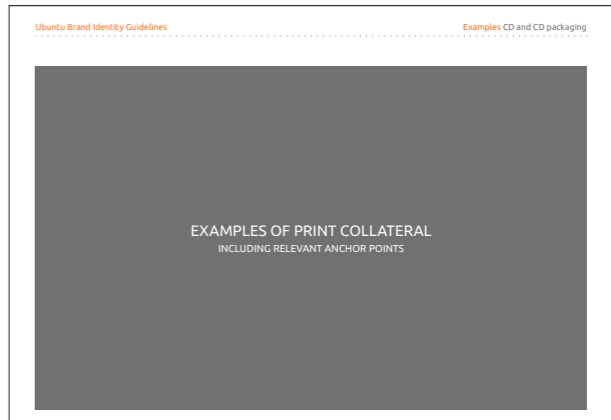 Ubuntu Brand Identity Guidelines
Examples CD and CD packaging
EXAMPLES OF PRINT COLLATERAL
INCLUDING RELEVANT ANCHOR POINTS